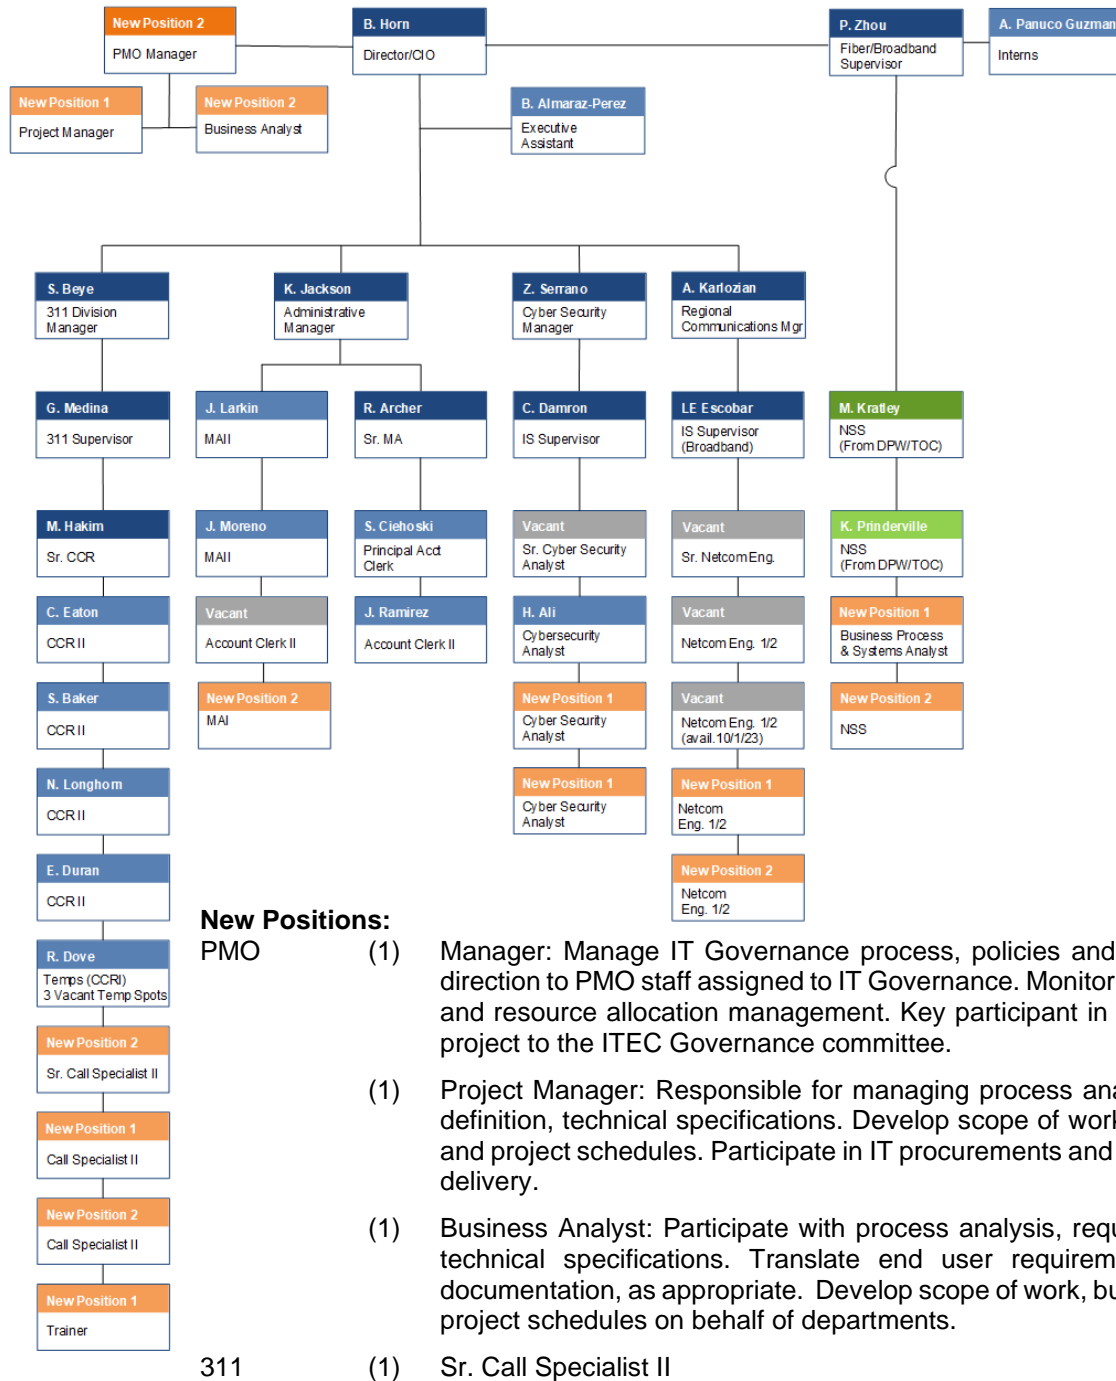 New Position 2
PMO Manager
B. Horn
Director/CIO
P. Zhou
Fiber/Broadband
Supervisor
A. Panuco Guzman
Interns
New Position 1
Project Manager
New Position 2
Business Analyst
B. Almaraz-Perez
Executive
Assistant
S. Beye
311 Division
Manager
K. Jackson
Administrative
Manager
Z. Serrano
Cyber Security
Manager
A. Karlozian
Regional
Communications Mgr
G. Medina
311 Supervisor
J. Larkin
MAII
R. Archer
Sr. MA
C. Damron
IS Supervisor
LE Escobar
IS Supervisor
(Broadband)
M. Kratley
NSS
(From DPW/TOC)
M. Hakim
Sr. CCR
J. Moreno
MAII
S. Ciehoski
Principal Acct
Clerk
Vacant
Sr. Cyber Security
Analyst
Vacant
Sr. Netcom Eng.
K. Prinderville
NSS
(From DPW/TOC)
C. Eaton
CCR II
Vacant
Account Clerk II
J. Ramirez
Account Clerk II
H. Ali
Cybersecurity
Analyst
Vacant
Netcom Eng. 1/2
New Position 1
Business Process
& Systems Analyst
S. Baker
CCR II
New Position 2
MAI
New Position 1
Cyber Security
Analyst
Vacant
Netcom Eng. 1/2
(avail.10/1/23)
New Position 2
NSS
N. Longhorn
CCR II
New Position 1
Cyber Security
Analyst
New Position 1
Netcom
Eng. 1/2
E. Duran
CCR II
New Position 2
Netcom
Eng. 1/2
R. Dove
Temps (CCRI)
3 Vacant Temp Spots
New Position 2
Sr. Call Specialist II
New Position 1
Call Specialist II
New Position 2
Call Specialist II
New Position 1
Trainer
New Positions:
PMO (1) Manager: Manage IT Governance process, policies and
direction to PMO staff assigned to IT Governance. Monitor
and resource allocation management. Key participant in
project to the ITEC Governance committee.
(1) Project Manager: Responsible for managing process ana
definition, technical specifications. Develop scope of work
and project schedules. Participate in IT procurements and
delivery.
(1) Business Analyst: Participate with process analysis, requ
technical specifications. Translate end user requirem
documentation, as appropriate. Develop scope of work, bu
project schedules on behalf of departments.
311 (1) Sr. Call Specialist II